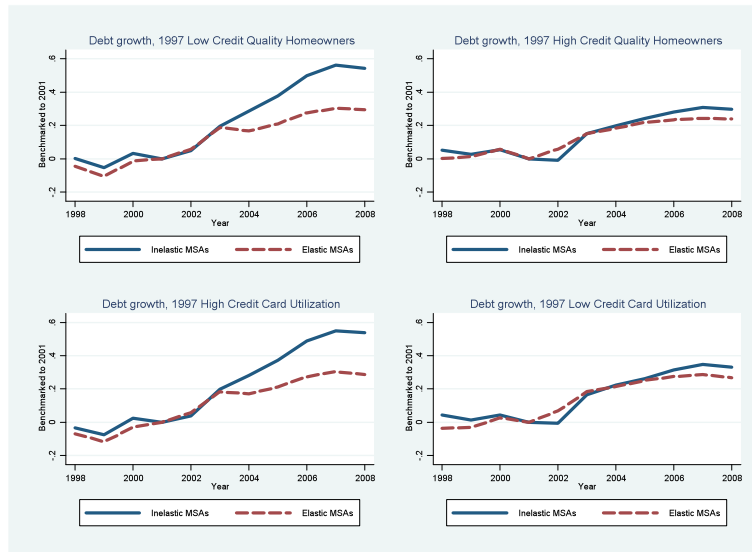 Debt growth, 1997 Low Credit Quality Homeowners
Benchmarked to 2001
.6
.4
.2
0
-.2
1998
2000
2002
2004
2006
2008
Year
Inelastic MSAs
Elastic MSAs
Debt growth, 1997 High Credit Quality Homeowners
Benchmarked to 2001
.6
.4
.2
0
-.2
1998
2000
2002
2004
2006
2008
Year
Inelastic MSAs
Elastic MSAs
Debt growth, 1997 High Credit Card Utilization
Benchmarked to 2001
.6
.4
.2
0
-.2
1998
2000
2002
2004
2006
2008
Year
Inelastic MSAs
Elastic MSAs
Debt growth, 1997 Low Credit Card Utilization
Benchmarked to 2001
.6
.4
.2
0
-.2
1998
2000
2002
2004
2006
2008
Year
Inelastic MSAs
Elastic MSAs